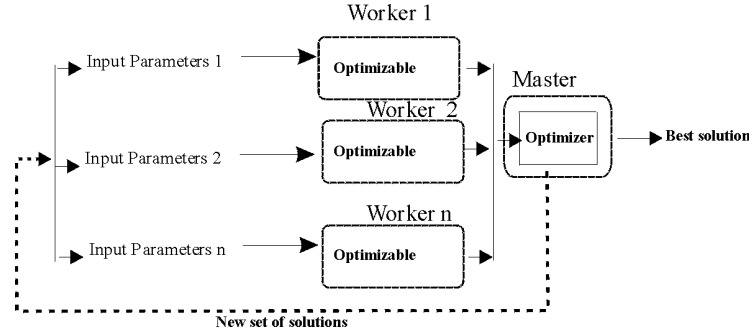 Worker 1
Input Parameters 1
Optimizable
Master
Worker 2
Input Parameters 2
Optimizable
Optimizer
Best solution
Worker n
Input Parameters n
Optimizable
New set of solutions